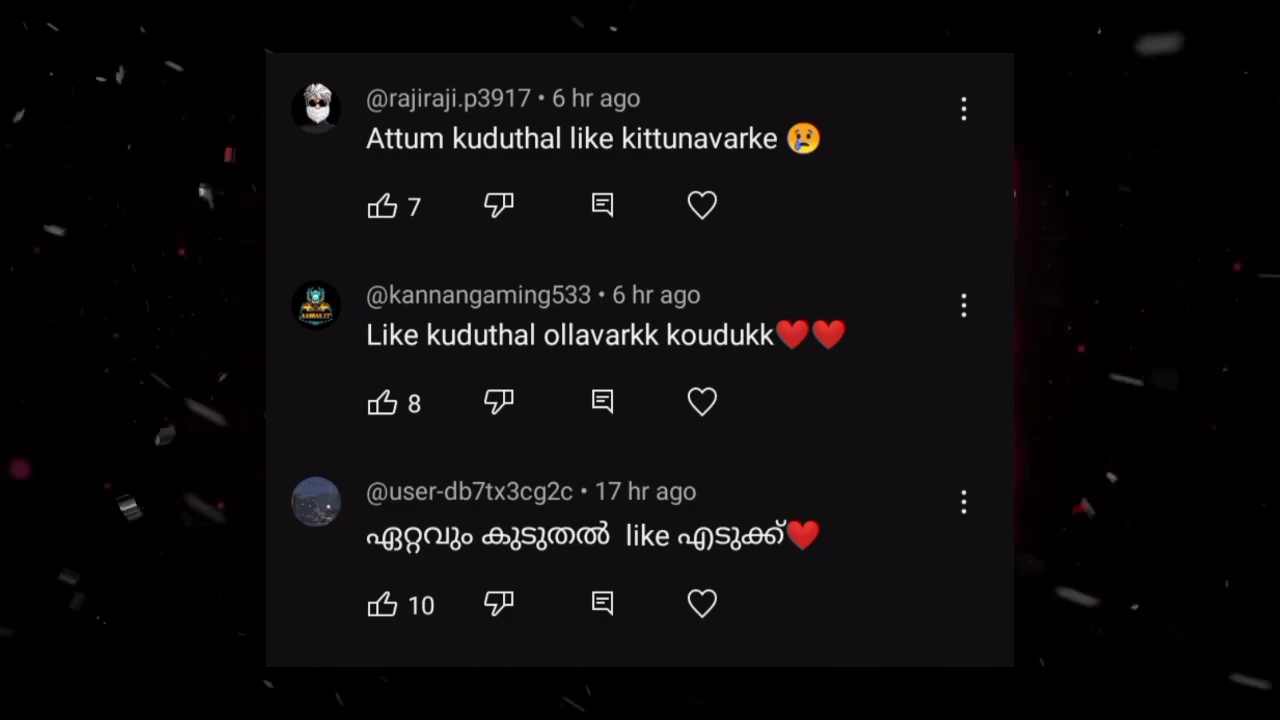 @rajiraji.p3917 • 6 hr ago
Attum kuduthal like kittunavarke 😢
7
@kannangaming533 • 6 hr ago
Like kuduthal ollavarkk koudukk❤️❤️
8
@user-db7tx3cg2c • 17 hr ago
ഏറ്റവും കുടുതൽ like എടുക്ക്❤️
10